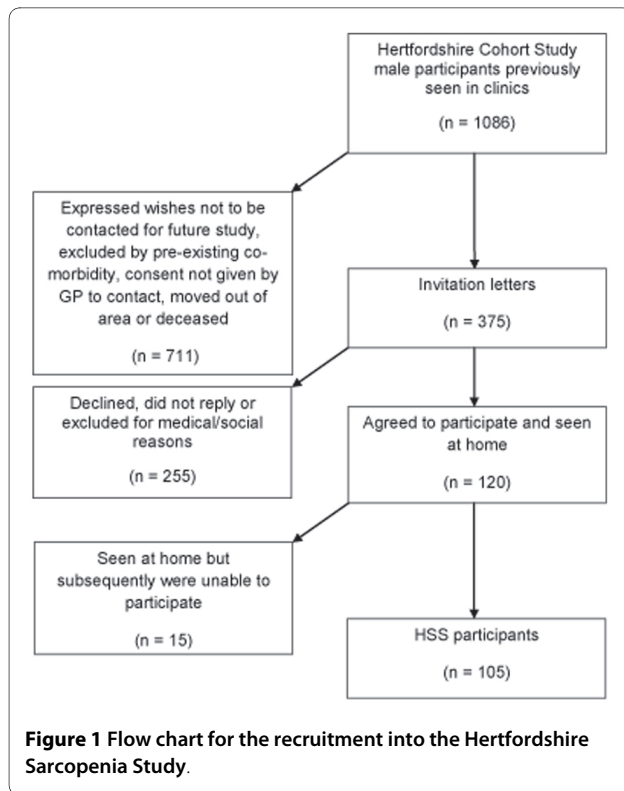 Hertfordshire Cohort Study
male participants previously
seen in clinics
(n = 1086)
Expressed wishes not to be
contacted for future study,
excluded by pre-existing co-
morbidity, consent not given by
GP to contact, moved out of
area or deceased
(n = 711)
Invitation letters
(n = 375)
Declined, did not reply or
excluded for medical/social
reasons
(n = 255)
Agreed to participate and seen
at home
(n = 120)
Seen at home but
subsequently were unable to
participate
(n = 15)
HSS participants
(n = 105)
Figure 1 Flow chart for the recruitment into the Hertfordshire
Sarcopenia Study.